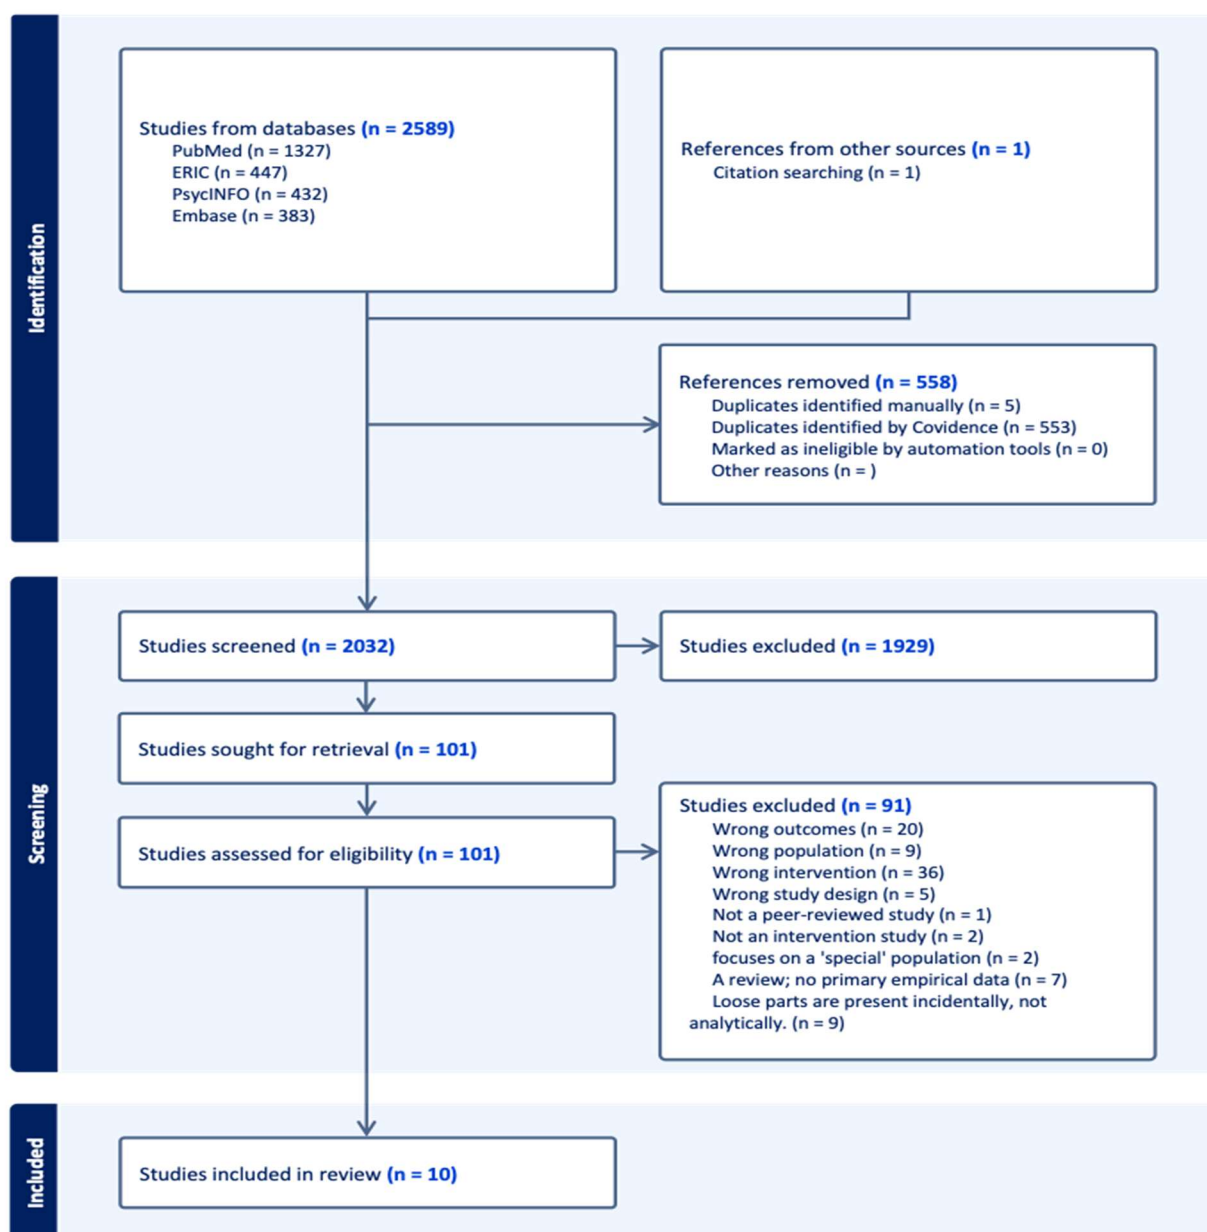 Identification
Studies from databases (n = 2589)
PubMed (n = 1327)
ERIC (n = 447)
PsycINFO (n = 432)
Embase (n = 383)
References from other sources (n = 1)
Citation searching (n = 1)
References removed (n = 558)
Duplicates identified manually (n = 5)
Duplicates identified by Covidence (n = 553)
Marked as ineligible by automation tools (n = 0)
Other reasons (n = )
Screening
Studies screened (n = 2032)
Studies excluded (n = 1929)
Studies sought for retrieval (n = 101)
Studies assessed for eligibility (n = 101)
Studies excluded (n = 91)
Wrong outcomes (n = 20)
Wrong population (n = 9)
Wrong intervention (n = 36)
Wrong study design (n = 5)
Not a peer-reviewed study (n = 1)
Not an intervention study (n = 2)
focuses on a 'special' population (n = 2)
A review; no primary empirical data (n = 7)
Loose parts are present incidentally, not
analytically. (n = 9)
Included
Studies included in review (n = 10)